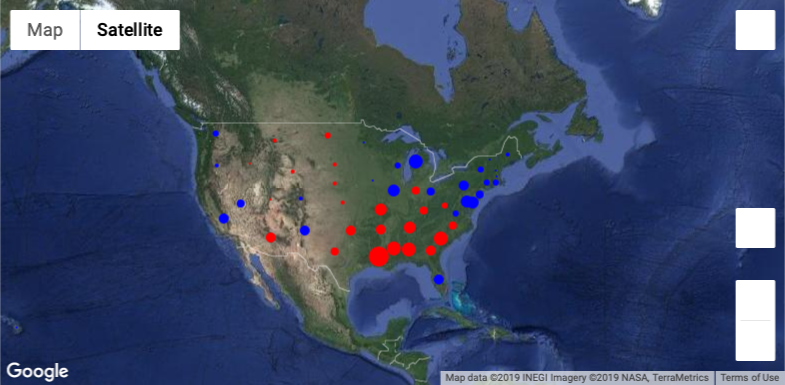 Map Satellite
Google
Map data ©2019 INEGI Imagery ©2019 NASA, TerraMetrics Terms of Use